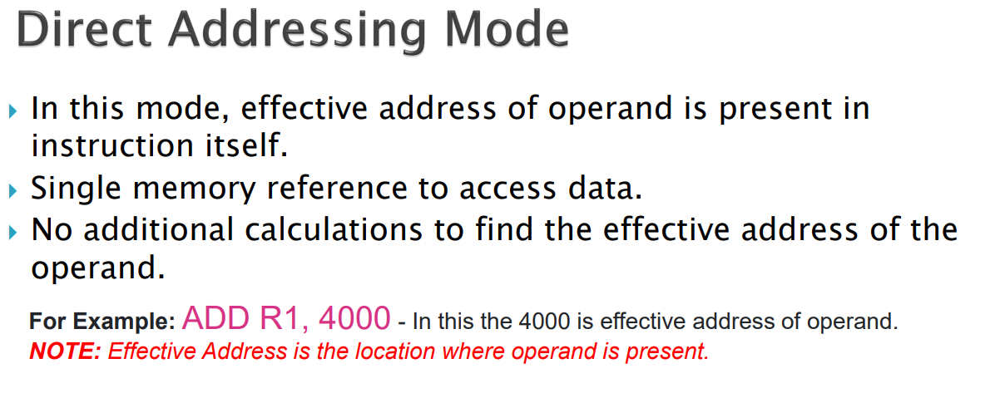 Direct Addressing Mode
In this mode, effective address of operand is present in
instruction itself.
Single memory reference to access data.
No additional calculations to find the effective address of the
operand.
For Example: ADD R1, 4000 - In this the 4000 is effective address of operand.
NOTE: Effective Address is the location where operand is present.